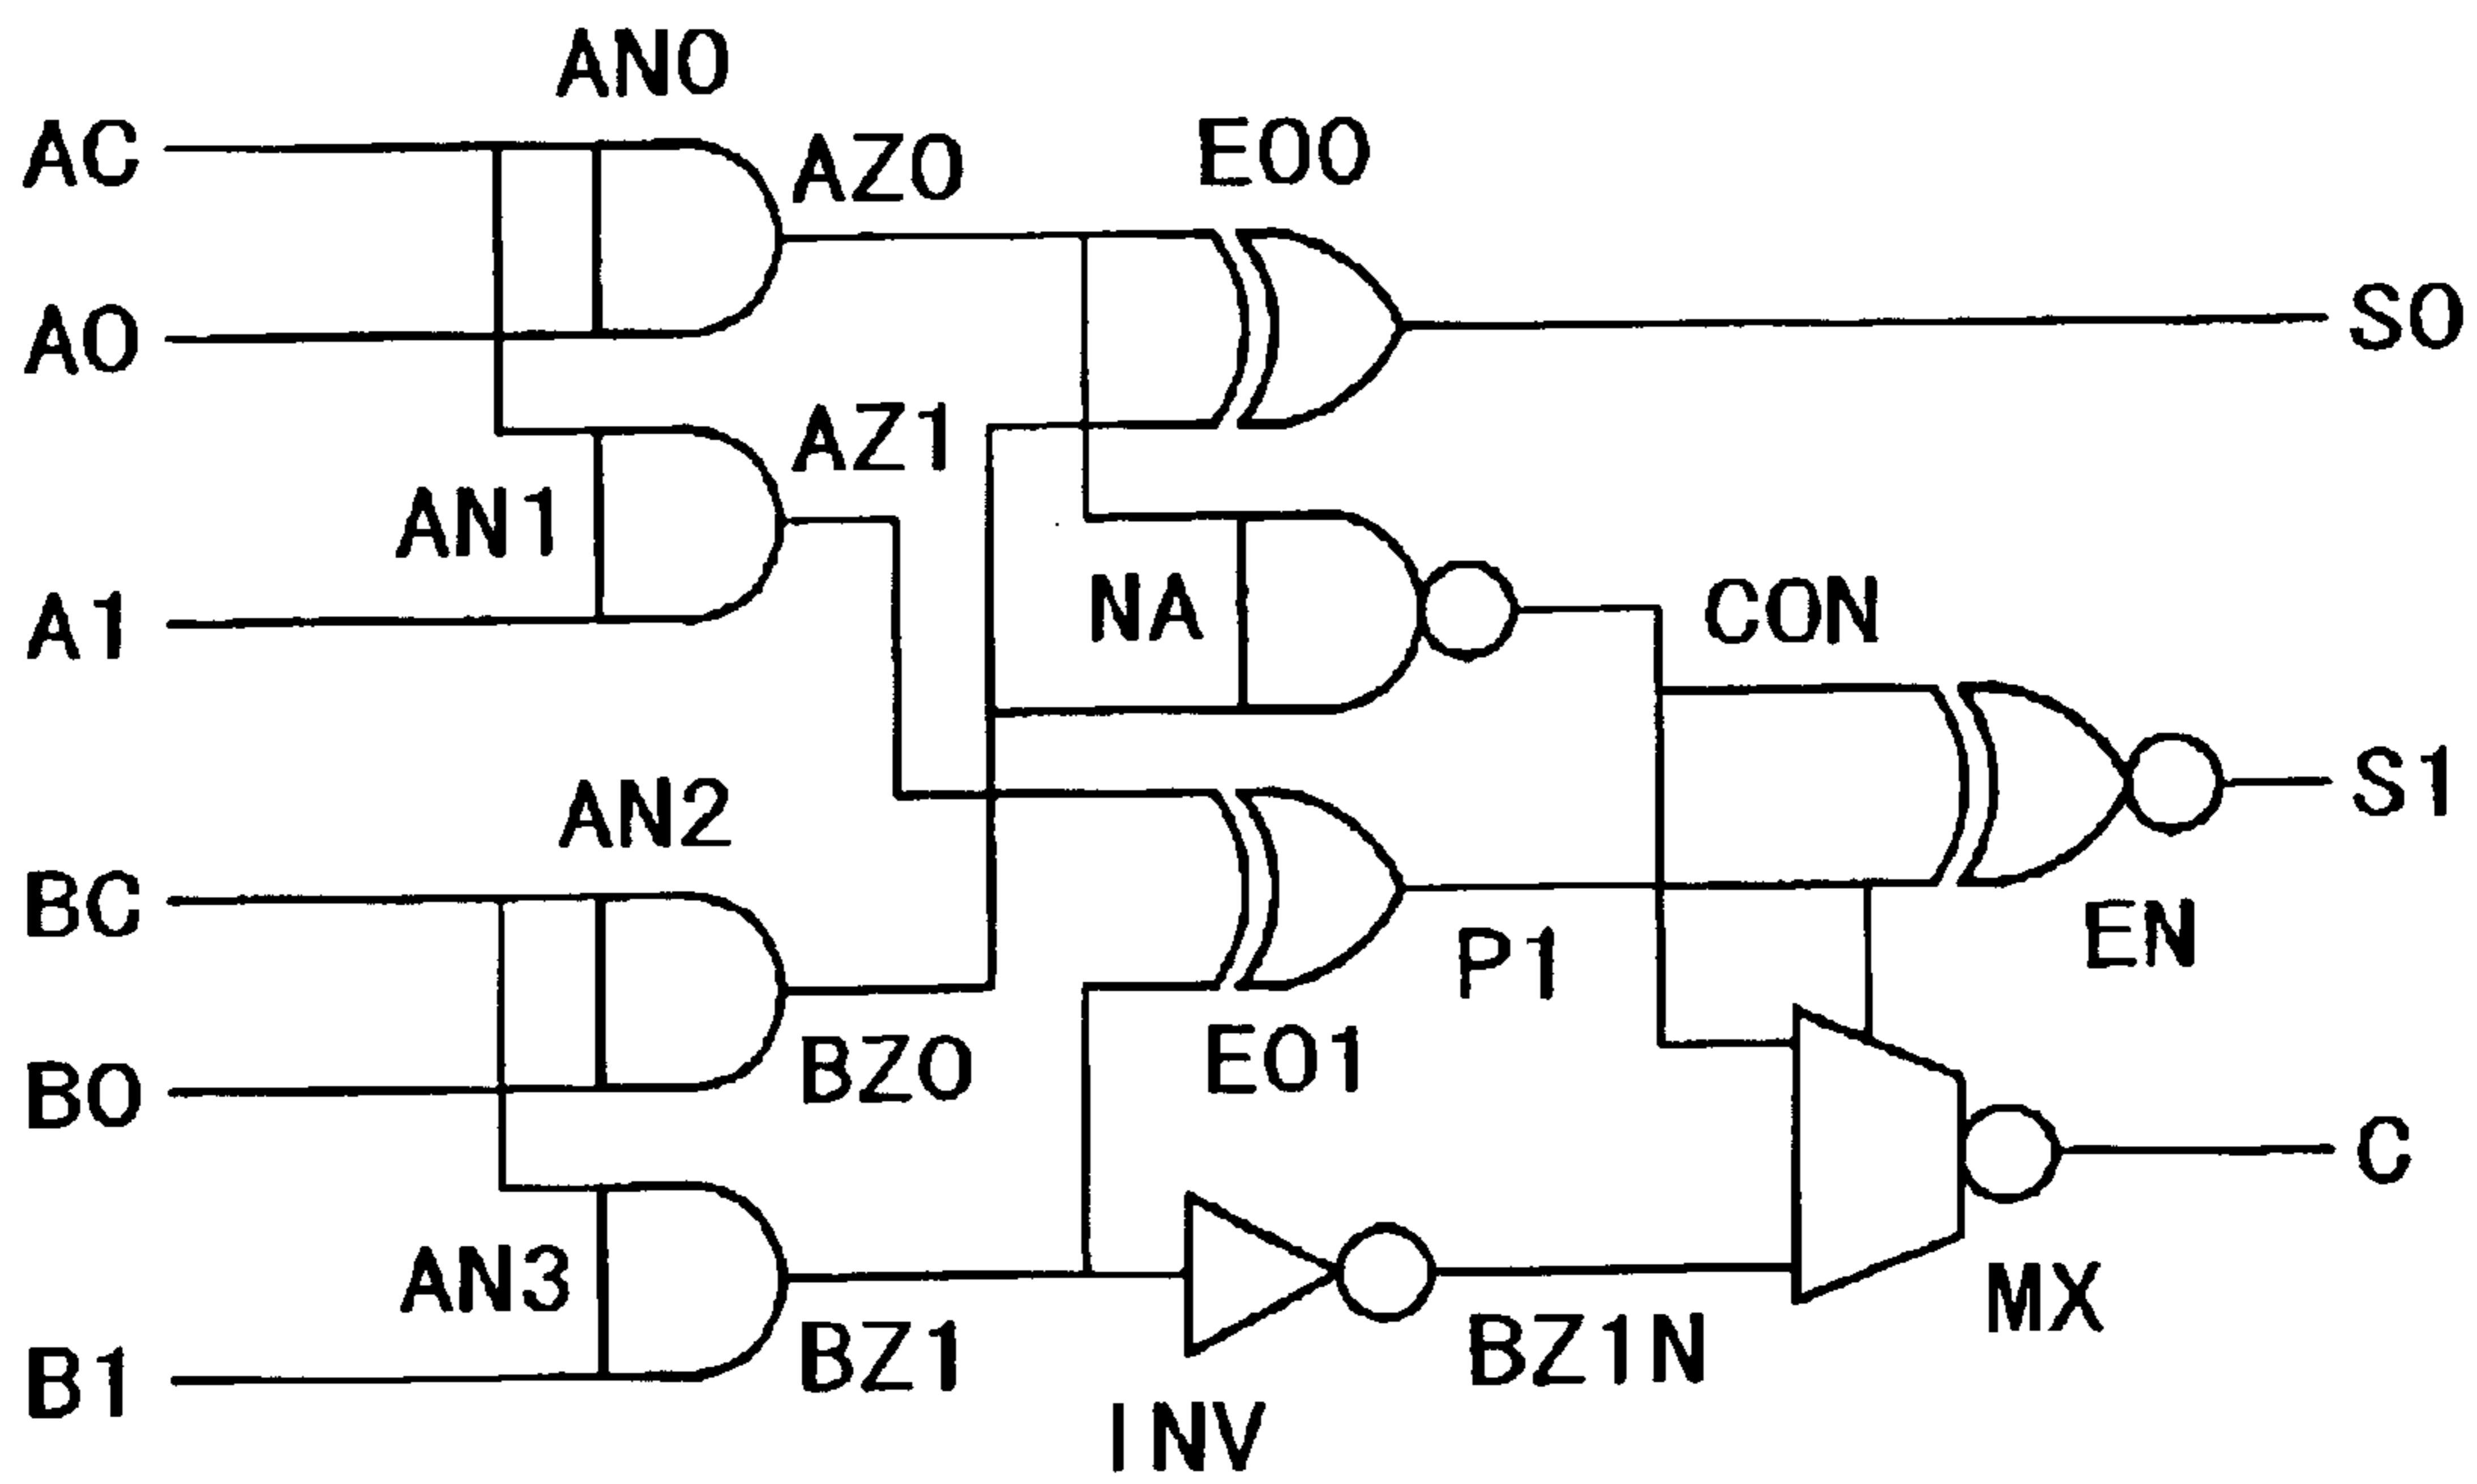 AN0
AC
AZ0
E00
A0
S0
AZ1
AN1
A1
NA
CON
S1
AN2
BC
P1
EN
B0
BZ0
E01
C
AN3
B1
BZ1
BZ1N
MX
INV